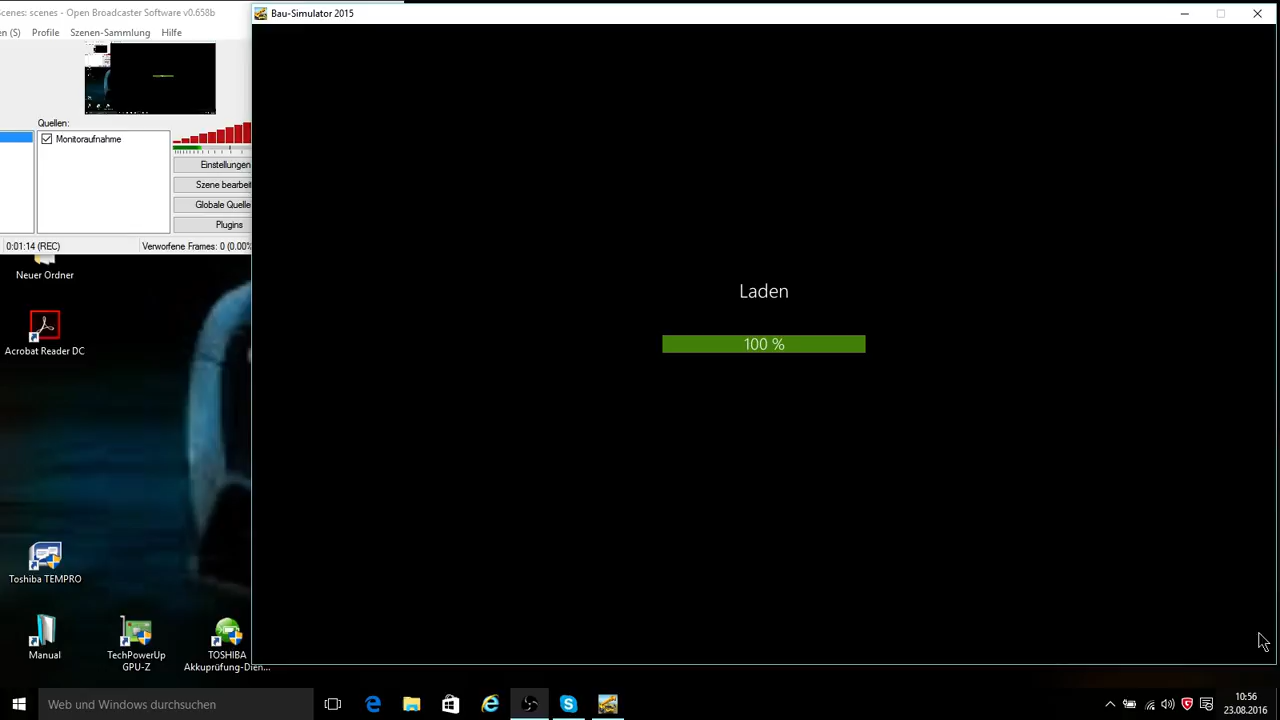 Scenes: scenes - Open Broadcaster Software v0.658b
en (S) Profile Szenen-Sammlung Hilfe
Quellen:
Monitoraufnahme
Einstellungen
Szene bearbeit
Globale Quelle
Plugins
0:01:14 (REC) Verworfene Frames: 0 (0.00%
Bau-Simulator 2015
Laden
100 %
Neuer Ordner
Acrobat Reader DC
Toshiba TEMPRO
Manual
TechPowerUp
GPU-Z
TOSHIBA
Akkuprüfung-Dien...
Web und Windows durchsuchen
10:56
23.08.2016